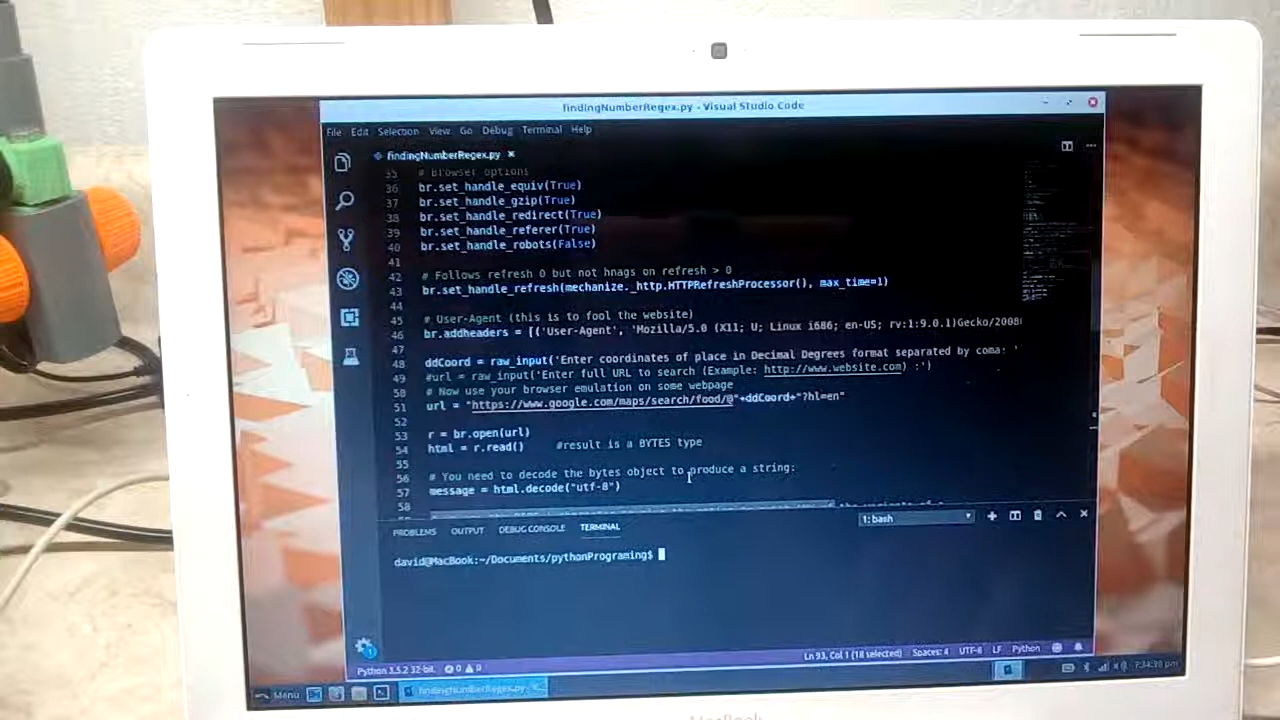 findingNumberRegex.py - Visual Studio Code
File Edit Selection View Go Debug Terminal Help
findingNumberRegex.py
35 # Browser options
36 br.set_handle_equiv(True)
37 br.set_handle_gzip(True)
38 br.set_handle_redirect(True)
39 br.set_handle_referer(True)
40 br.set_handle_robots(False)
41
42 # Follows refresh 0 but not hnags on refresh > 0
43 br.set_handle_refresh(mechanize._http.HTTPRefreshProcessor(), max_time=1)
44
45 # User-Agent (this is to fool the website)
46 br.addheaders = [('User-Agent', 'Mozilla/5.0 (X11; U; Linux i686; en-US; rv:1:9.0.1)Gecko/2008
47
48 ddCoord = raw_input('Enter coordinates of place in Decimal Degrees format separated by coma: '
49 #url = raw_input('Enter full URL to search (Example: http://www.website.com) :')
50 # Now use your browser emulation on some webpage
51 url = "https://www.google.com/maps/search/food/@"+ddCoord+"?hl=en"
52
53 r = br.open(url)
54 html = r.read() #result is a BYTES type
55
56 # You need to decode the bytes object to produce a string:
57 message = html.decode("utf-8")
58
PROBLEMS OUTPUT DEBUG CONSOLE TERMINAL 1: bash
david@MacBook:~/Documents/pythonPrograming$
Python 3.5.2 32-bit 0 0 Ln 93, Col 1 (18 selected) Spaces: 4 UTF-8 LF Python
Menu findingNumberRegex.py
MacBook